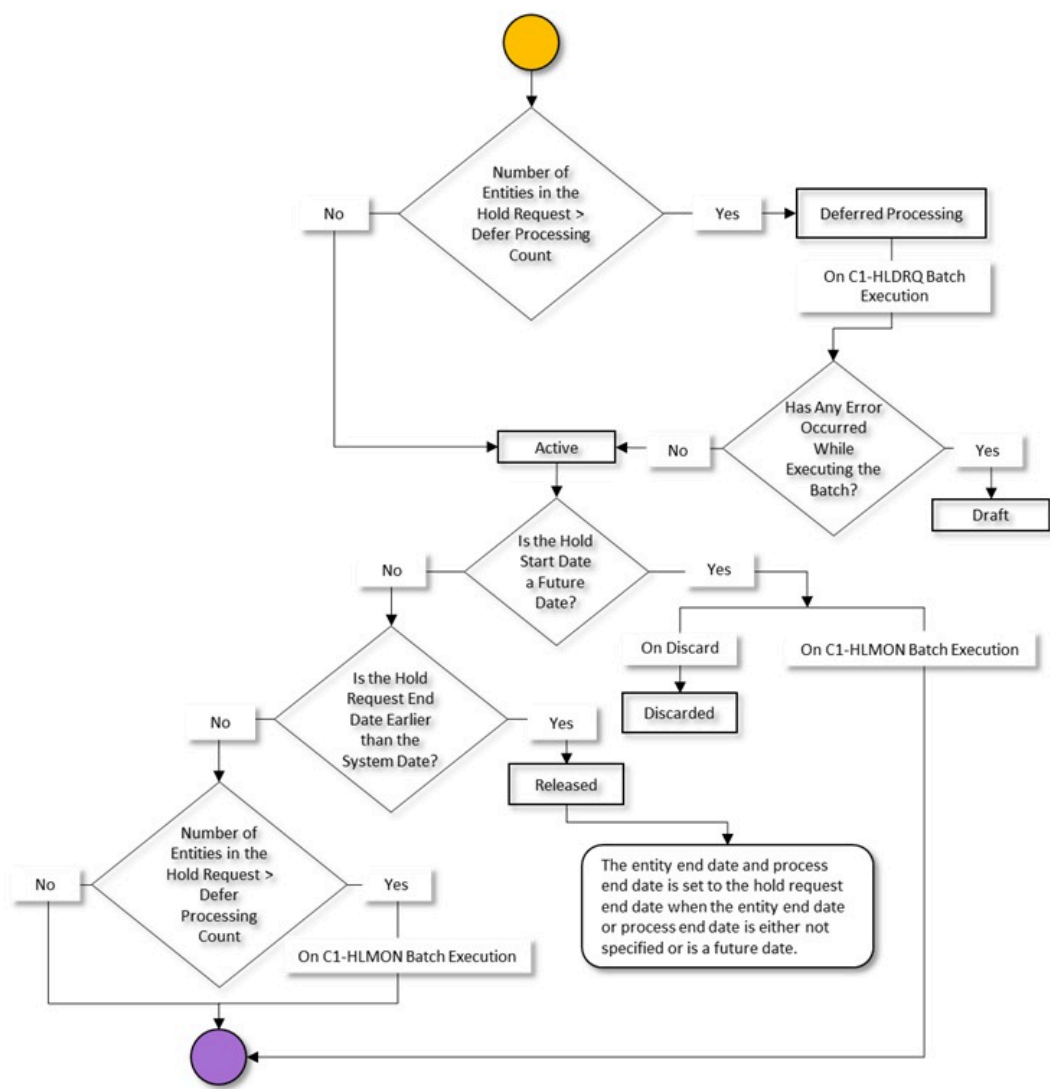 Number of
Entities in the
Hold Request >
Defer Processing
Count
No
Yes
Deferred Processing
On C1-HLDRQ Batch
Execution
Has Any Error
Occurred
While
Executing the
Batch?
Active
No
Yes
Draft
Is the Hold
Start Date
a Future
Date?
No
Yes
On Discard
On C1-HLMON Batch Execution
Discarded
Is the Hold
Request End
Date Earlier
than the
System Date?
No
Yes
Released
Number of
Entities in the
Hold Request >
Defer
Processing
Count
No
Yes
The entity end date and process
end date is set to the hold request
end date when the entity end date
or process end date is either not
specified or is a future date.
On C1-HLMON Batch Execution